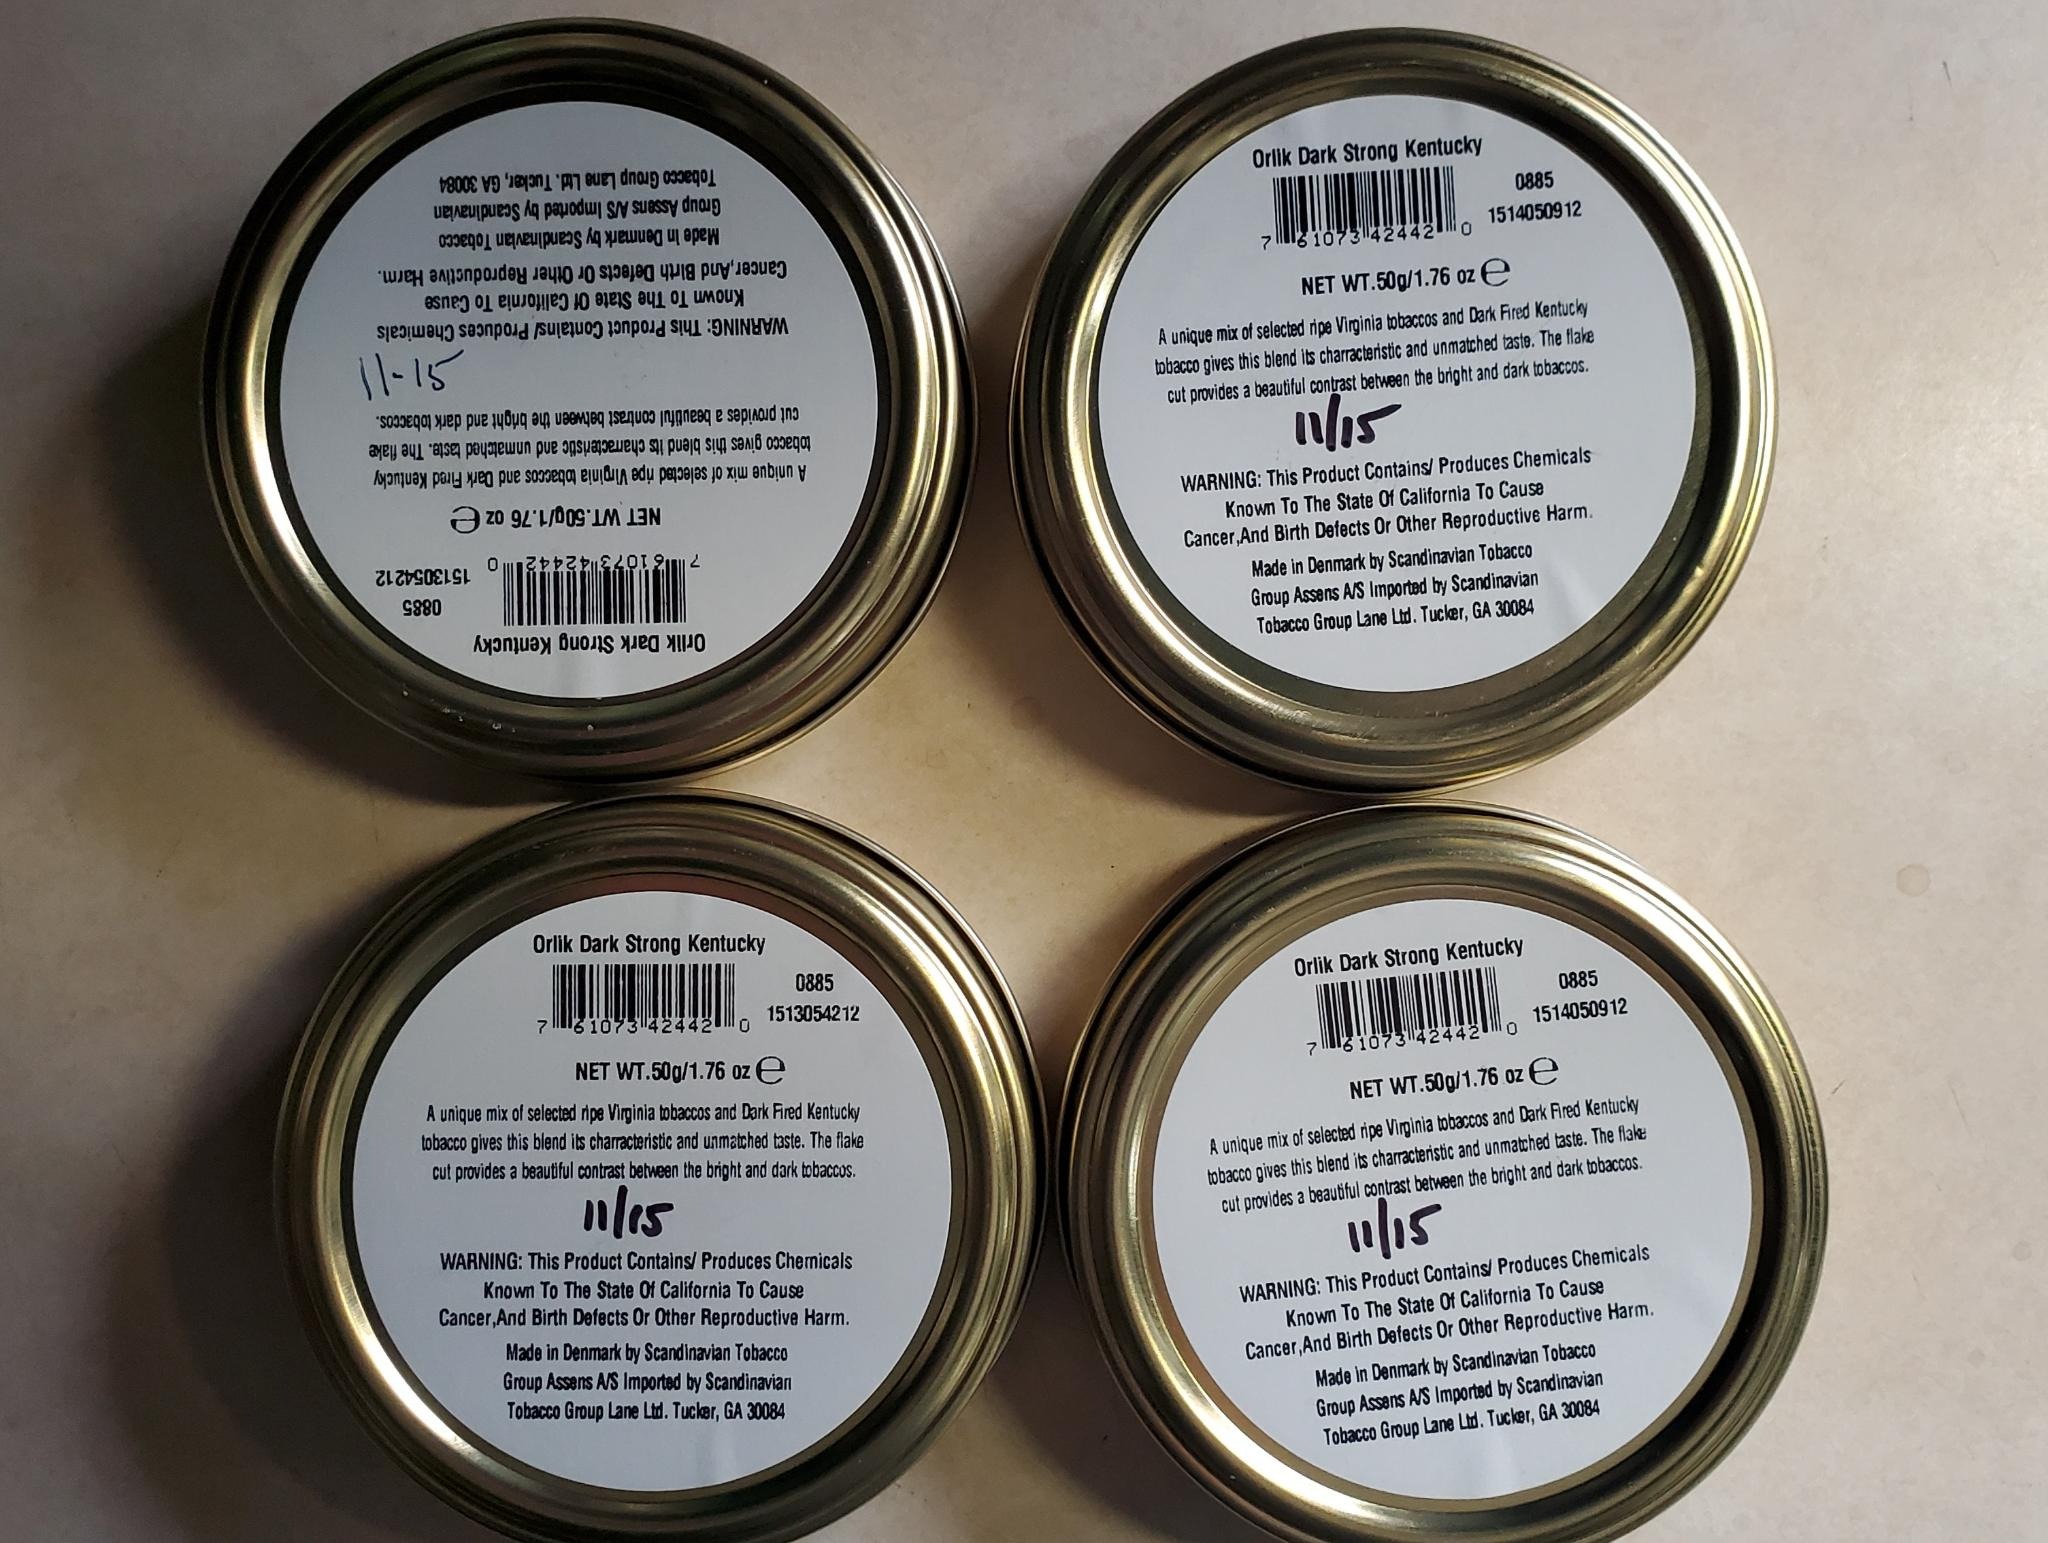 Orlik Dark Strong Kentucky
0885
7 61073 42442 0
1513054212
NET WT.50g/1.76 oz e
A unique mix of selected ripe Virginia tobaccos and Dark Fired Kentucky
tobacco gives this blend its charracteristic and unmatched taste. The flake
cut provides a beautiful contrast between the bright and dark tobaccos.
11-15
WARNING: This Product Contains/ Produces Chemicals
Known To The State Of California To Cause
Cancer,And Birth Defects Or Other Reproductive Harm.
Made in Denmark by Scandinavian Tobacco
Group Assens A/S Imported by Scandinavian
Tobacco Group Lane Ltd. Tucker, GA 30084
Orlik Dark Strong Kentucky
0885
1514050912
7 61073 42442 0
NET WT.50g/1.76 oz e
A unique mix of selected ripe Virginia tobaccos and Dark Fired Kentucky
tobacco gives this blend its charracteristic and unmatched taste. The flake
cut provides a beautiful contrast between the bright and dark tobaccos.
11/15
WARNING: This Product Contains/ Produces Chemicals
Known To The State Of California To Cause
Cancer,And Birth Defects Or Other Reproductive Harm.
Made in Denmark by Scandinavian Tobacco
Group Assens A/S Imported by Scandinavian
Tobacco Group Lane Ltd. Tucker, GA 30084
Orlik Dark Strong Kentucky
0885
1513054212
7 61073 42442 0
NET WT.50g/1.76 oz e
A unique mix of selected ripe Virginia tobaccos and Dark Fired Kentucky
tobacco gives this blend its charracteristic and unmatched taste. The flake
cut provides a beautiful contrast between the bright and dark tobaccos.
11/15
WARNING: This Product Contains/ Produces Chemicals
Known To The State Of California To Cause
Cancer,And Birth Defects Or Other Reproductive Harm.
Made in Denmark by Scandinavian Tobacco
Group Assens A/S Imported by Scandinavian
Tobacco Group Lane Ltd. Tucker, GA 30084
Orlik Dark Strong Kentucky
0885
1514050912
7 61073 42442 0
NET WT.50g/1.76 oz e
A unique mix of selected ripe Virginia tobaccos and Dark Fired Kentucky
tobacco gives this blend its charracteristic and unmatched taste. The flake
cut provides a beautiful contrast between the bright and dark tobaccos.
11/15
WARNING: This Product Contains/ Produces Chemicals
Known To The State Of California To Cause
Cancer,And Birth Defects Or Other Reproductive Harm.
Made in Denmark by Scandinavian Tobacco
Group Assens A/S Imported by Scandinavian
Tobacco Group Lane Ltd. Tucker, GA 30084